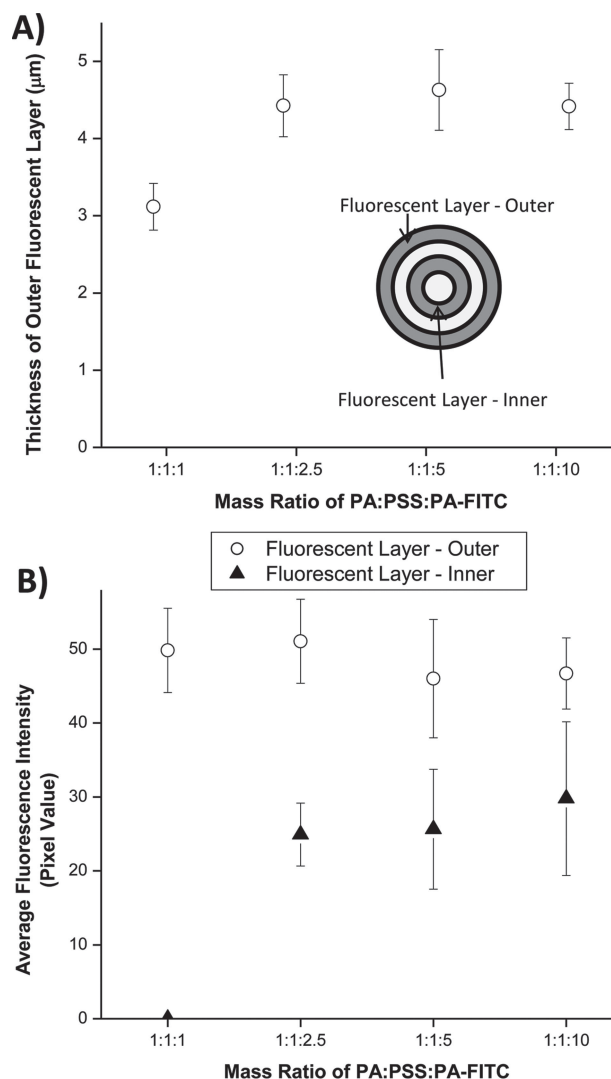 A)
Thickness of Outer Fluorescent Layer (μm)
5
4
3
2
1
0
Fluorescent Layer - Outer
Fluorescent Layer - Inner
1:1:1 1:1:2.5 1:1:5 1:1:10
Mass Ratio of PA:PSS:PA-FITC
Fluorescent Layer - Outer
Fluorescent Layer - Inner
B)
Average Fluorescence Intensity
(Pixel Value)
50
40
30
20
10
0
1:1:1 1:1:2.5 1:1:5 1:1:10
Mass Ratio of PA:PSS:PA-FITC